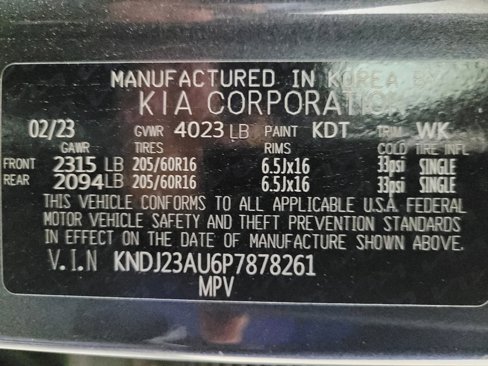 MANUFACTURED IN KOREA BY
KIA CORPORATION
02/23 GVWR 4023 LB PAINT KDT TRIM WK
GAWR TIRES RIMS COLD TIRE INFL
FRONT 2315 LB 205/60R16 6.5Jx16 33psi SINGLE
REAR 2094 LB 205/60R16 6.5Jx16 33psi SINGLE
THIS VEHICLE CONFORMS TO ALL APPLICABLE U.S.A. FEDERAL
MOTOR VEHICLE SAFETY AND THEFT PREVENTION STANDARDS
IN EFFECT ON THE DATE OF MANUFACTURE SHOWN ABOVE.
V.I.N KNDJ23AU6P7878261
MPV